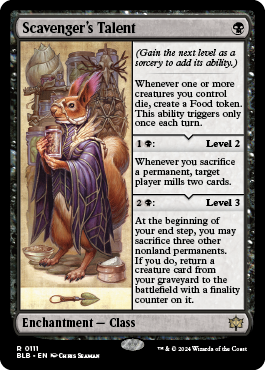 Scavenger's Talent
(Gain the next level as a
sorcery to add its ability.)
Whenever one or more
creatures you control
die, create a Food token.
This ability triggers only
once each turn.
1 : Level 2
Whenever you sacrifice
a permanent, target
player mills two cards.
2 : Level 3
At the beginning of
your end step, you may
sacrifice three other
nonland permanents.
If you do, return a
creature card from
your graveyard to the
battlefield with a finality
counter on it.
Enchantment — Class
R 0111
BLB • EN Chris Seaman
™ & © 2024 Wizards of the Coast